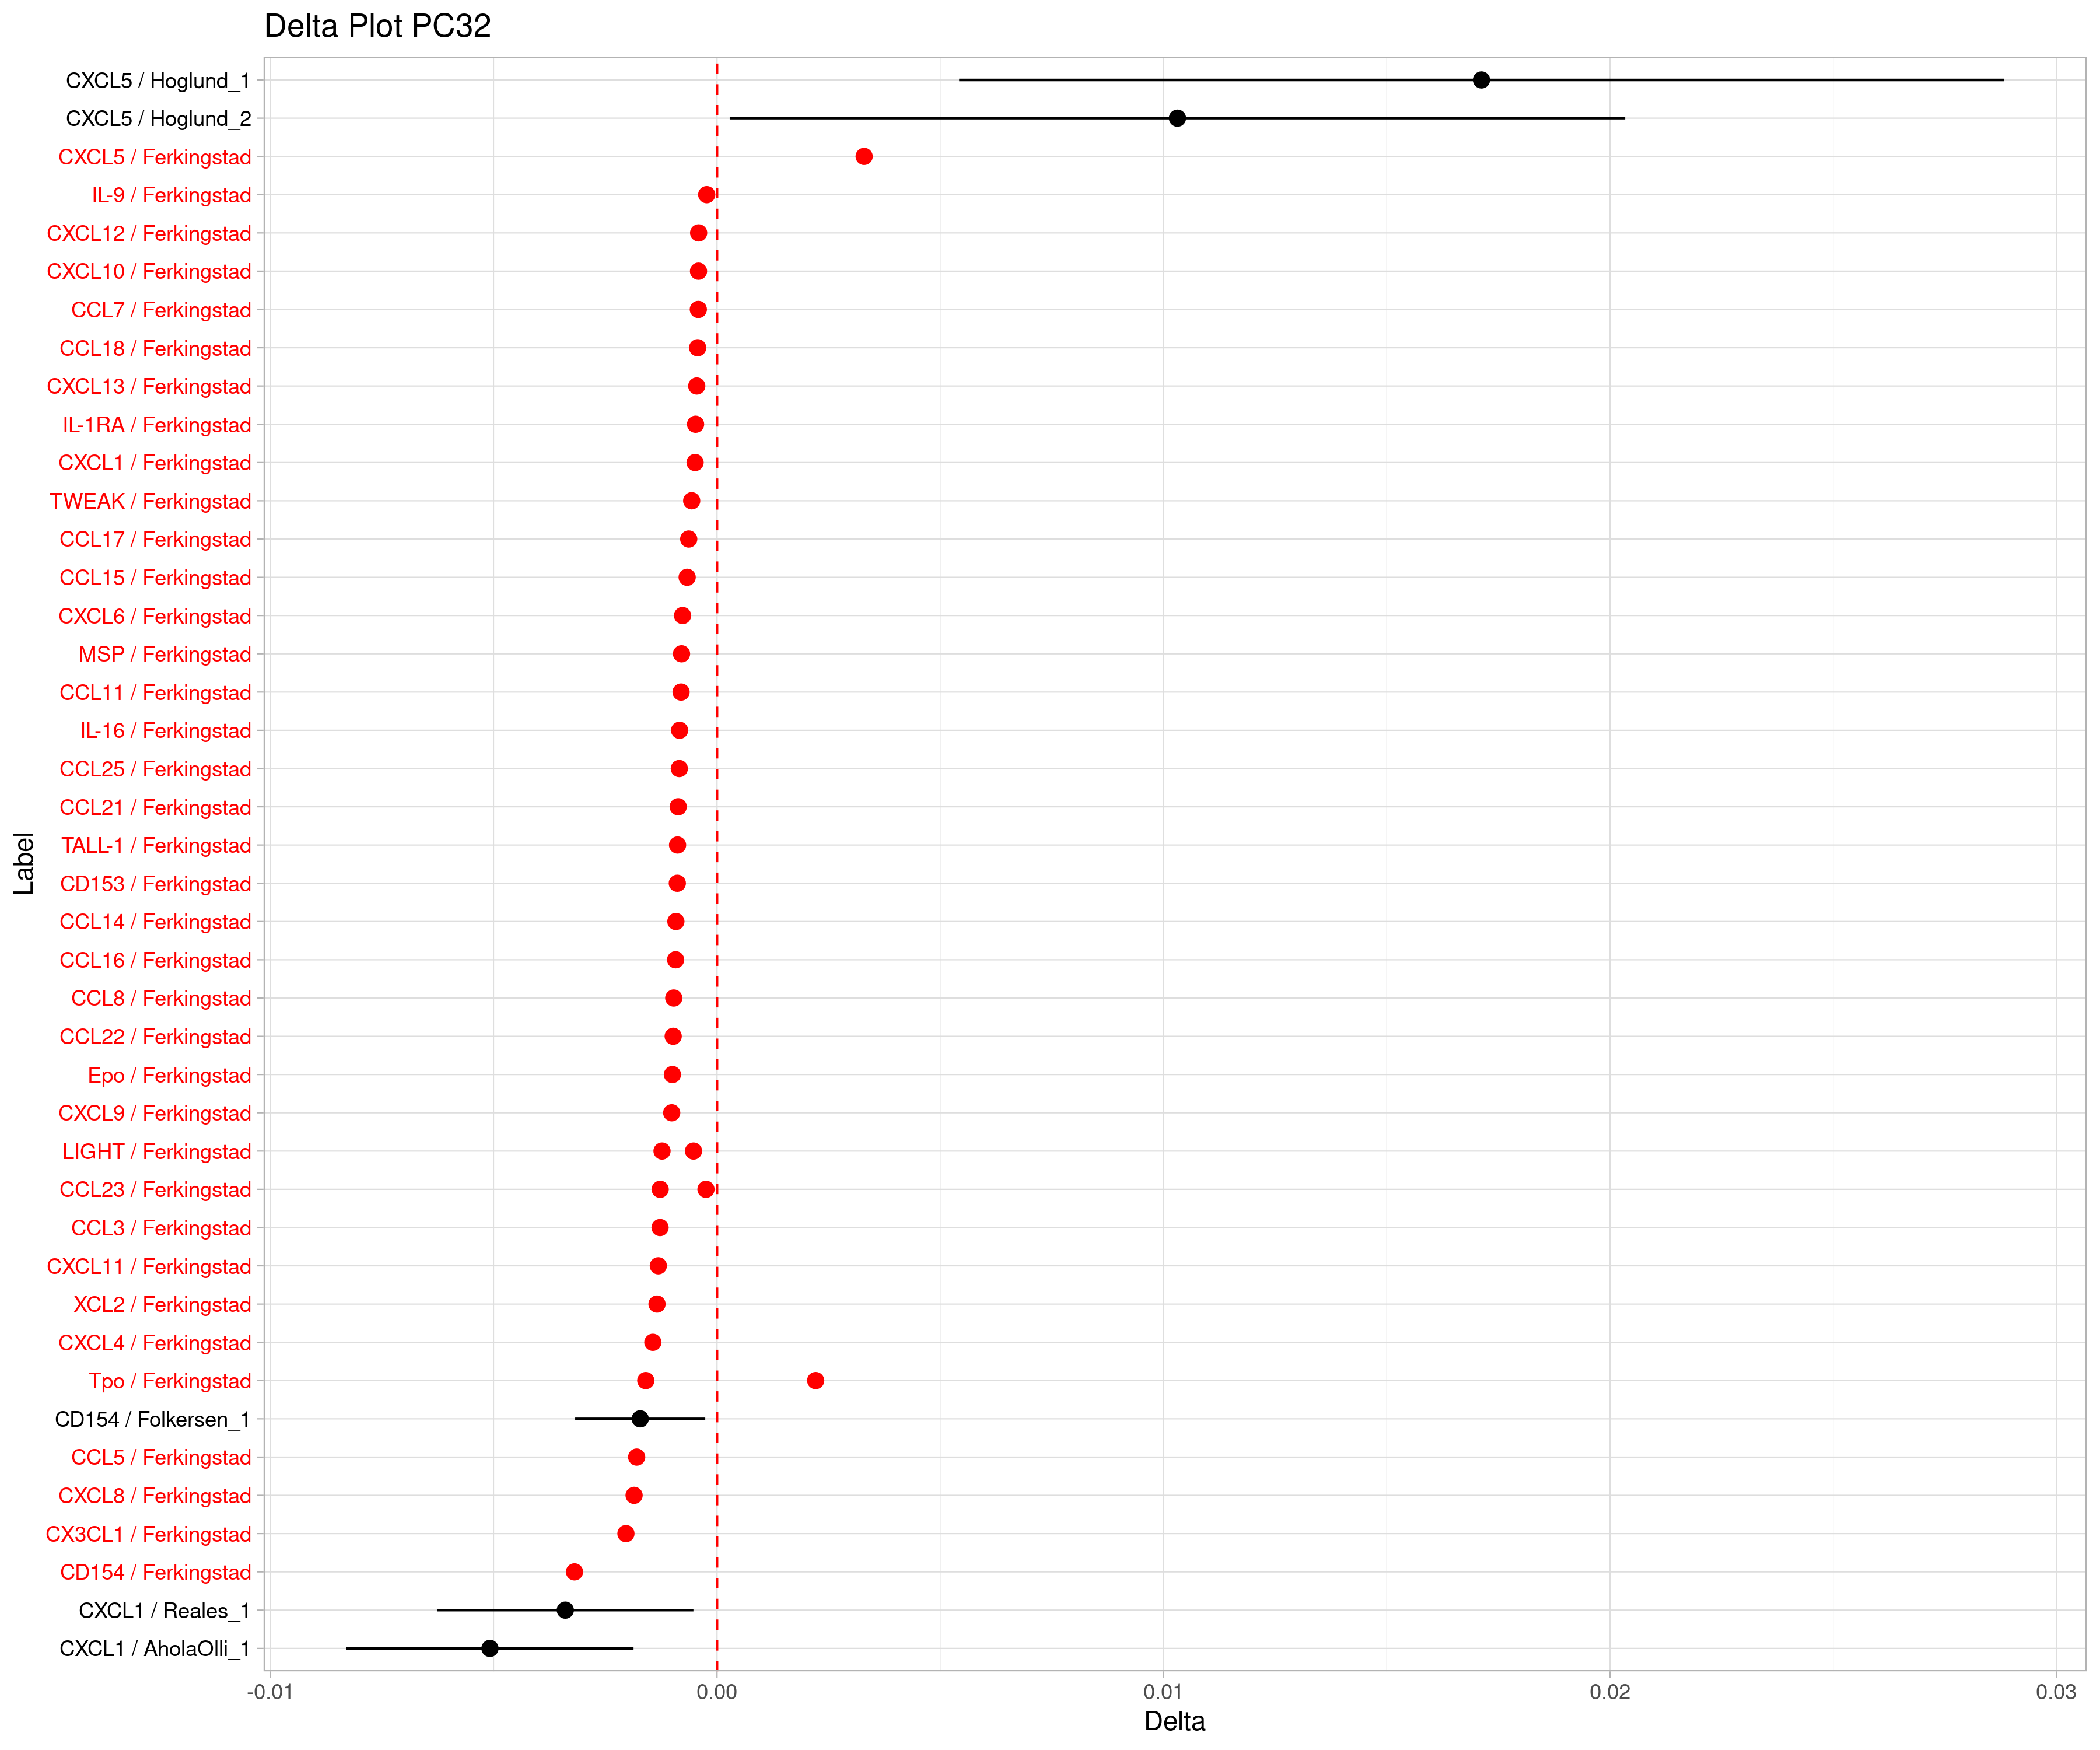 Delta Plot PC32
CXCL5 / Hoglund_1
CXCL5 / Hoglund_2
CXCL5 / Ferkingstad
IL-9 / Ferkingstad
CXCL12 / Ferkingstad
CXCL10 / Ferkingstad
CCL7 / Ferkingstad
CCL18 / Ferkingstad
CXCL13 / Ferkingstad
IL-1RA / Ferkingstad
CXCL1 / Ferkingstad
TWEAK / Ferkingstad
CCL17 / Ferkingstad
CCL15 / Ferkingstad
CXCL6 / Ferkingstad
MSP / Ferkingstad
CCL11 / Ferkingstad
IL-16 / Ferkingstad
CCL25 / Ferkingstad
CCL21 / Ferkingstad
TALL-1 / Ferkingstad
CD153 / Ferkingstad
CCL14 / Ferkingstad
CCL16 / Ferkingstad
CCL8 / Ferkingstad
CCL22 / Ferkingstad
Epo / Ferkingstad
CXCL9 / Ferkingstad
LIGHT / Ferkingstad
CCL23 / Ferkingstad
CCL3 / Ferkingstad
CXCL11 / Ferkingstad
XCL2 / Ferkingstad
CXCL4 / Ferkingstad
Tpo / Ferkingstad
CD154 / Folkersen_1
CCL5 / Ferkingstad
CXCL8 / Ferkingstad
CX3CL1 / Ferkingstad
CD154 / Ferkingstad
CXCL1 / Reales_1
CXCL1 / AholaOlli_1
Label
-0.01 0.00 0.01 0.02 0.03
Delta